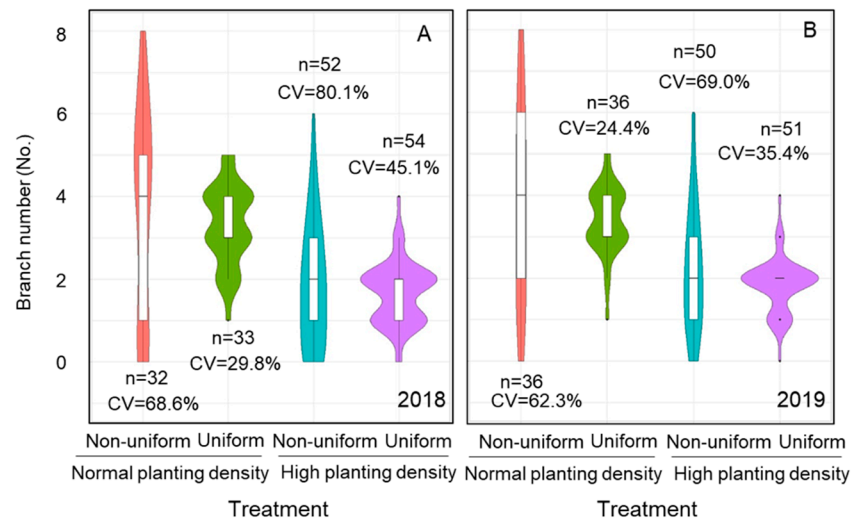 A
B
8
6
4
2
0
Branch number (No.)
n=52
CV=80.1%
n=54
CV=45.1%
n=33
CV=29.8%
n=32
CV=68.6%
2018
n=50
CV=69.0%
n=36
CV=24.4%
n=51
CV=35.4%
n=36
CV=62.3%
2019
Non-uniform Uniform Non-uniform Uniform
Normal planting density High planting density
Treatment
Non-uniform Uniform Non-uniform Uniform
Normal planting density High planting density
Treatment